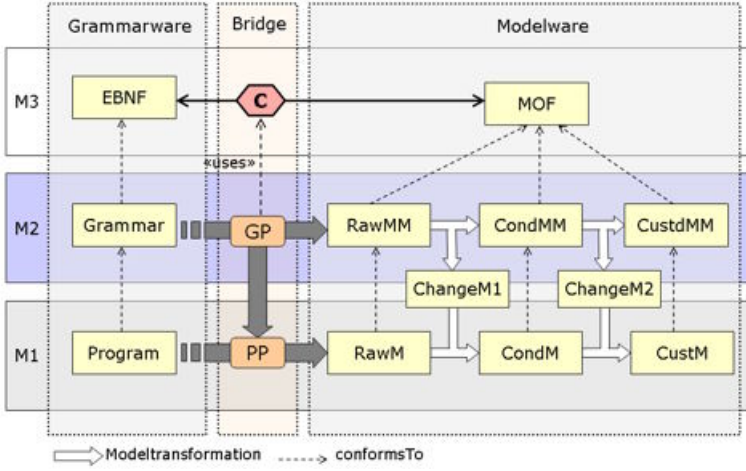 Grammarware
Bridge
Modelware
M3
EBNF
C
MOF
«uses»
M2
Grammar
GP
RawMM
CondMM
CustdMM
ChangeM1
ChangeM2
M1
Program
PP
RawM
CondM
CustM
Modeltransformation
conformsTo